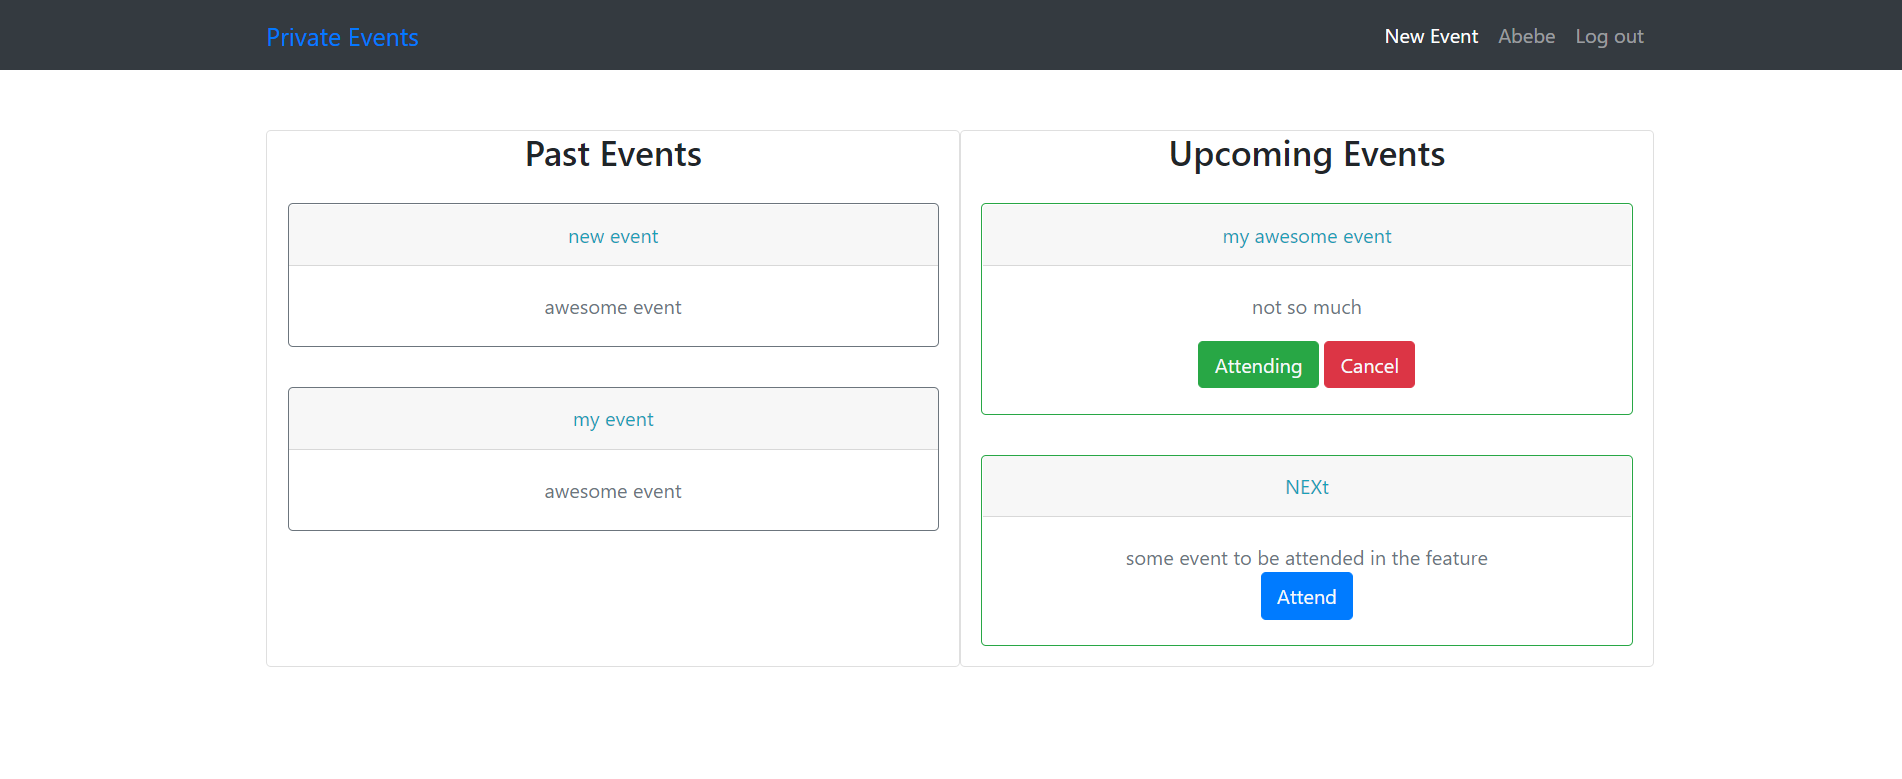 Private Events
New Event Abebe Log out
Past Events
new event
awesome event
my event
awesome event
Upcoming Events
my awesome event
not so much
Attending Cancel
NEXt
some event to be attended in the feature
Attend